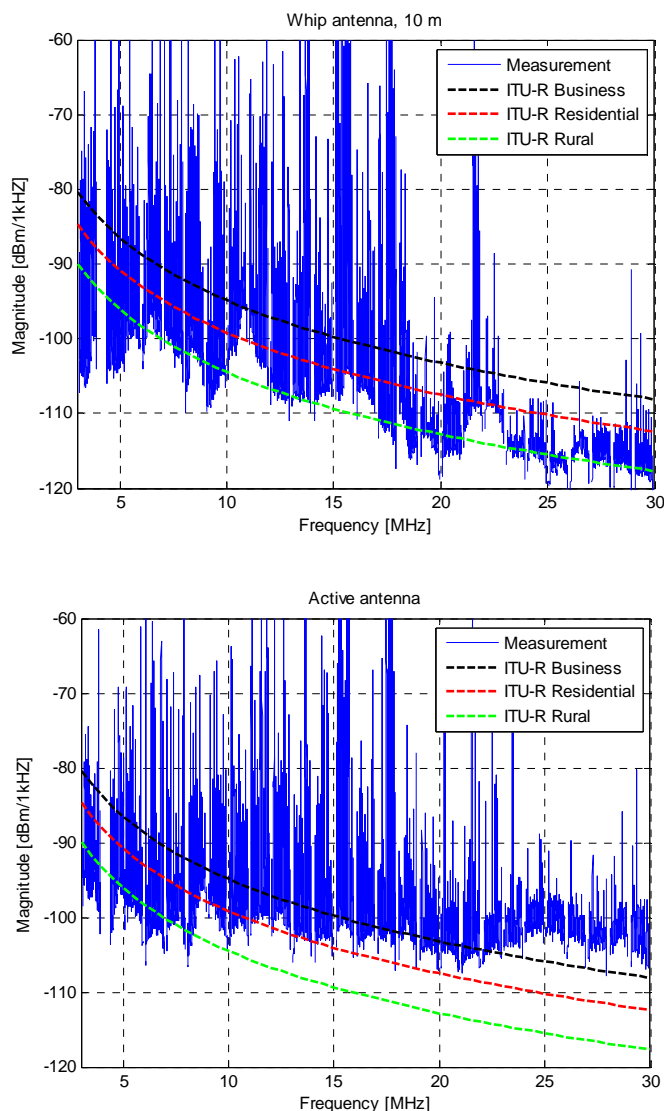 Whip antenna, 10 m
-60
-70
-80
-90
-100
-110
-120
Magnitude [dBm/1kHZ]
Measurement
ITU-R Business
ITU-R Residential
ITU-R Rural
5 10 15 20 25 30
Frequency [MHz]
Active antenna
-60
-70
-80
-90
-100
-110
-120
Magnitude [dBm/1kHZ]
Measurement
ITU-R Business
ITU-R Residential
ITU-R Rural
5 10 15 20 25 30
Frequency [MHz]